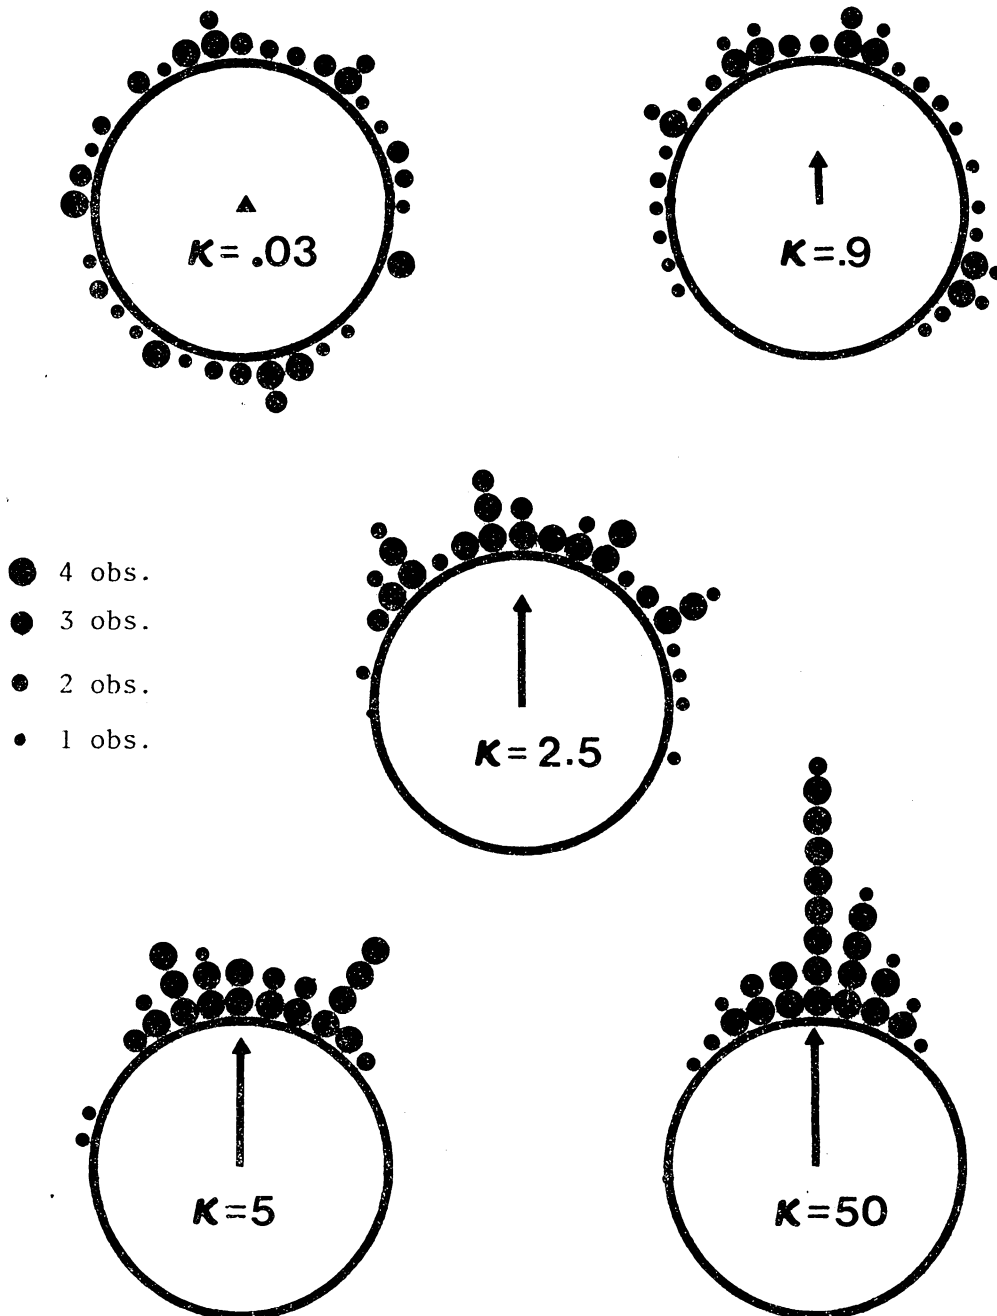 κ = .03
κ = .9
4 obs.
3 obs.
2 obs.
1 obs.
κ = 2.5
κ = 5
κ = 50